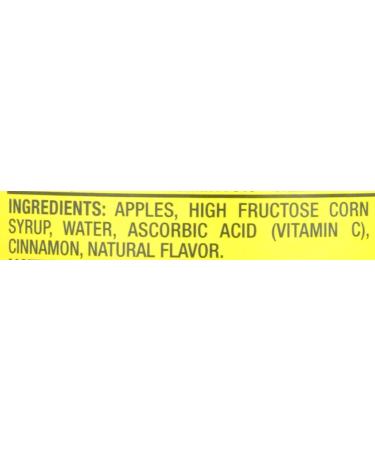 INGREDIENTS: APPLES, HIGH FRUCTOSE CORN
SYRUP, WATER, ASCORBIC ACID (VITAMIN C),
CINNAMON, NATURAL FLAVOR.